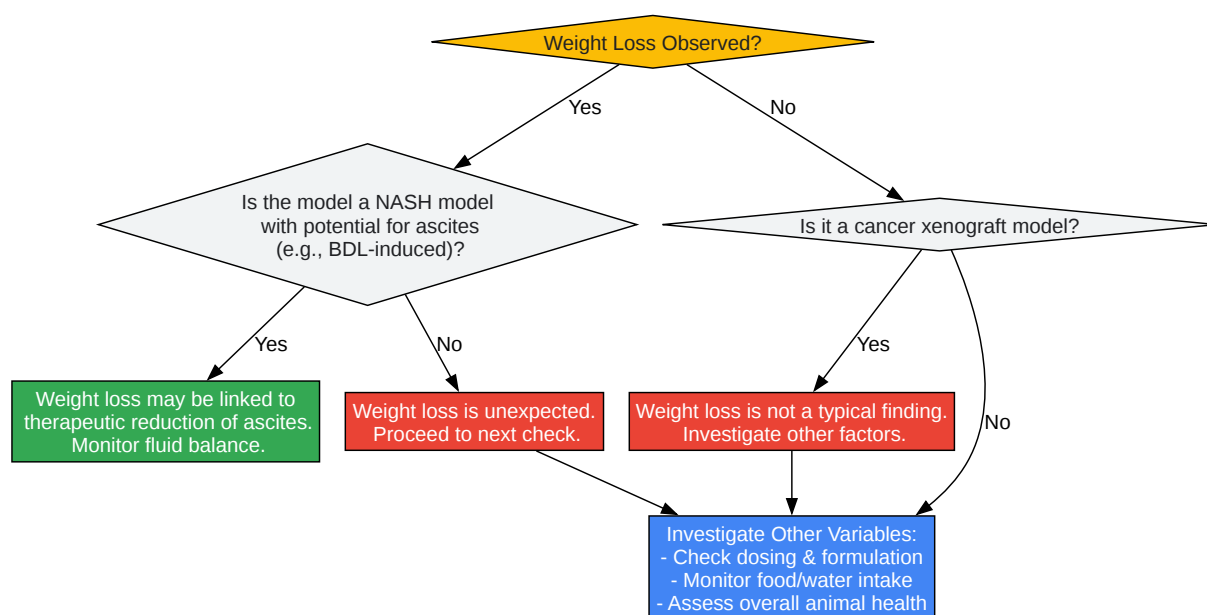 Weight Loss Observed?
Yes
No
Is the model a NASH model
with potential for ascites
(e.g., BDL-induced)?
Is it a cancer xenograft model?
Yes
No
Yes
No
Weight loss may be linked to
therapeutic reduction of ascites.
Monitor fluid balance.
Weight loss is unexpected.
Proceed to next check.
Weight loss is not a typical finding.
Investigate other factors.
Investigate Other Variables:
- Check dosing & formulation
- Monitor food/water intake
- Assess overall animal health